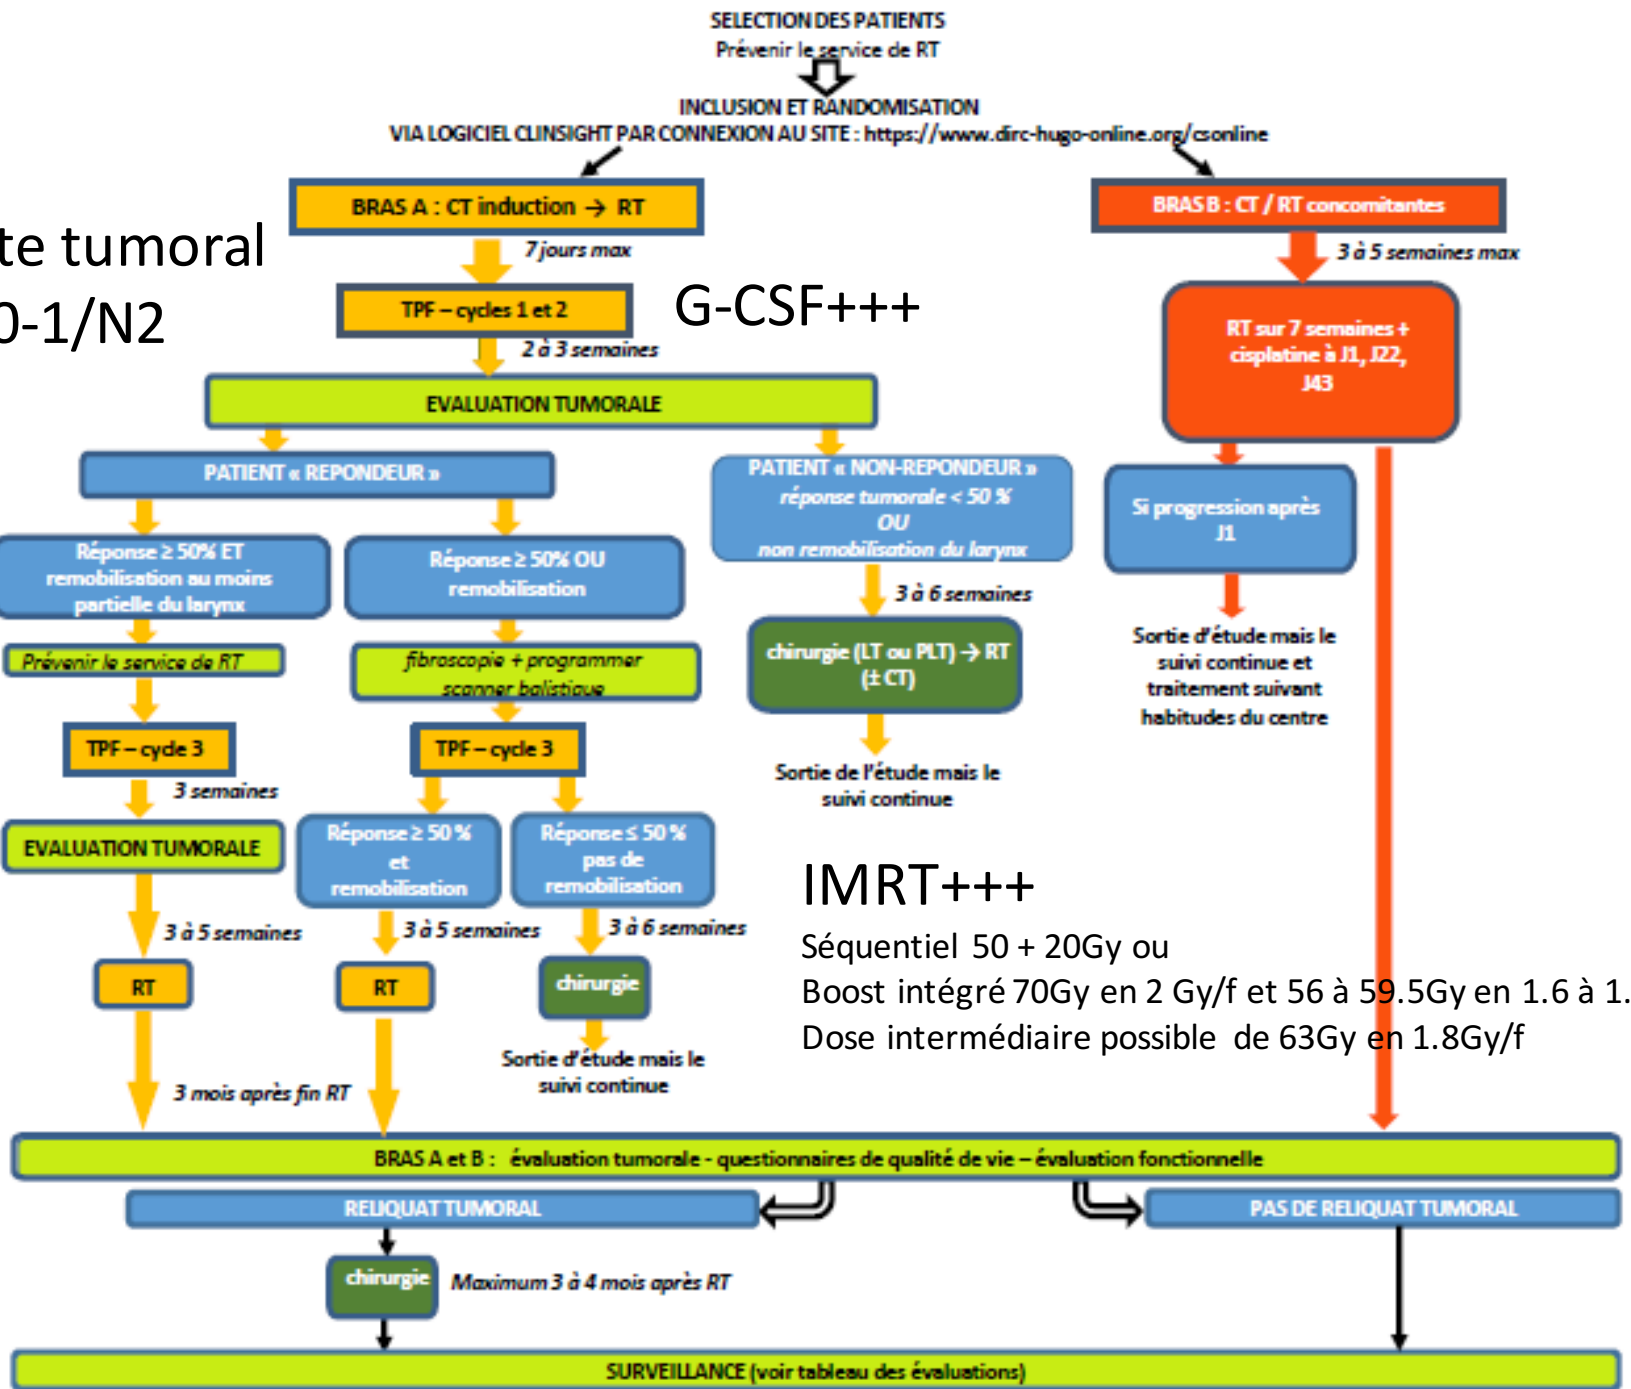 SELECTION DES PATIENTS
Prévenir le service de RT
INCLUSION ET RANDOMISATION
VIA LOGICIEL CLINSIGHT PAR CONNEXION AU SITE : https://www.dirc-hugo-online.org/csonline
BRAS A : CT induction → RT
BRAS B : CT / RT concomitantes
te tumoral
0-1/N2
7 jours max
3 à 5 semaines max
TPF – cycles 1 et 2
G-CSF+++
2 à 3 semaines
RT sur 7 semaines +
cisplatine à J1, J22,
J43
EVALUATION TUMORALE
PATIENT « REPONDEUR »
PATIENT « NON-REPONDEUR »
réponse tumorale < 50 %
OU
non remobilisation du larynx
Si progression après
J1
Réponse ≥ 50% ET
remobilisation au moins
partielle du larynx
Réponse ≥ 50% OU
remobilisation
3 à 6 semaines
Prévenir le service de RT
fibroscopie + programmer
scanner balistique
chirurgie (LT ou PLT) → RT
(± CT)
Sortie d'étude mais le
suivi continue et
traitement suivant
habitudes du centre
TPF – cycle 3
TPF – cycle 3
3 semaines
Sortie de l'étude mais le
suivi continue
EVALUATION TUMORALE
Réponse ≥ 50 %
et
remobilisation
Réponse ≤ 50 %
pas de
remobilisation
IMRT+++
Séquentiel 50 + 20Gy ou
Boost intégré 70Gy en 2 Gy/f et 56 à 59.5Gy en 1.6 à 1.
Dose intermédiaire possible de 63Gy en 1.8Gy/f
3 à 5 semaines
3 à 5 semaines
3 à 6 semaines
RT
RT
chirurgie
Sortie d'étude mais le
suivi continue
3 mois après fin RT
BRAS A et B : évaluation tumorale - questionnaires de qualité de vie – évaluation fonctionnelle
RELIQUAT TUMORAL
PAS DE RELIQUAT TUMORAL
chirurgie
Maximum 3 à 4 mois après RT
SURVEILLANCE (voir tableau des évaluations)